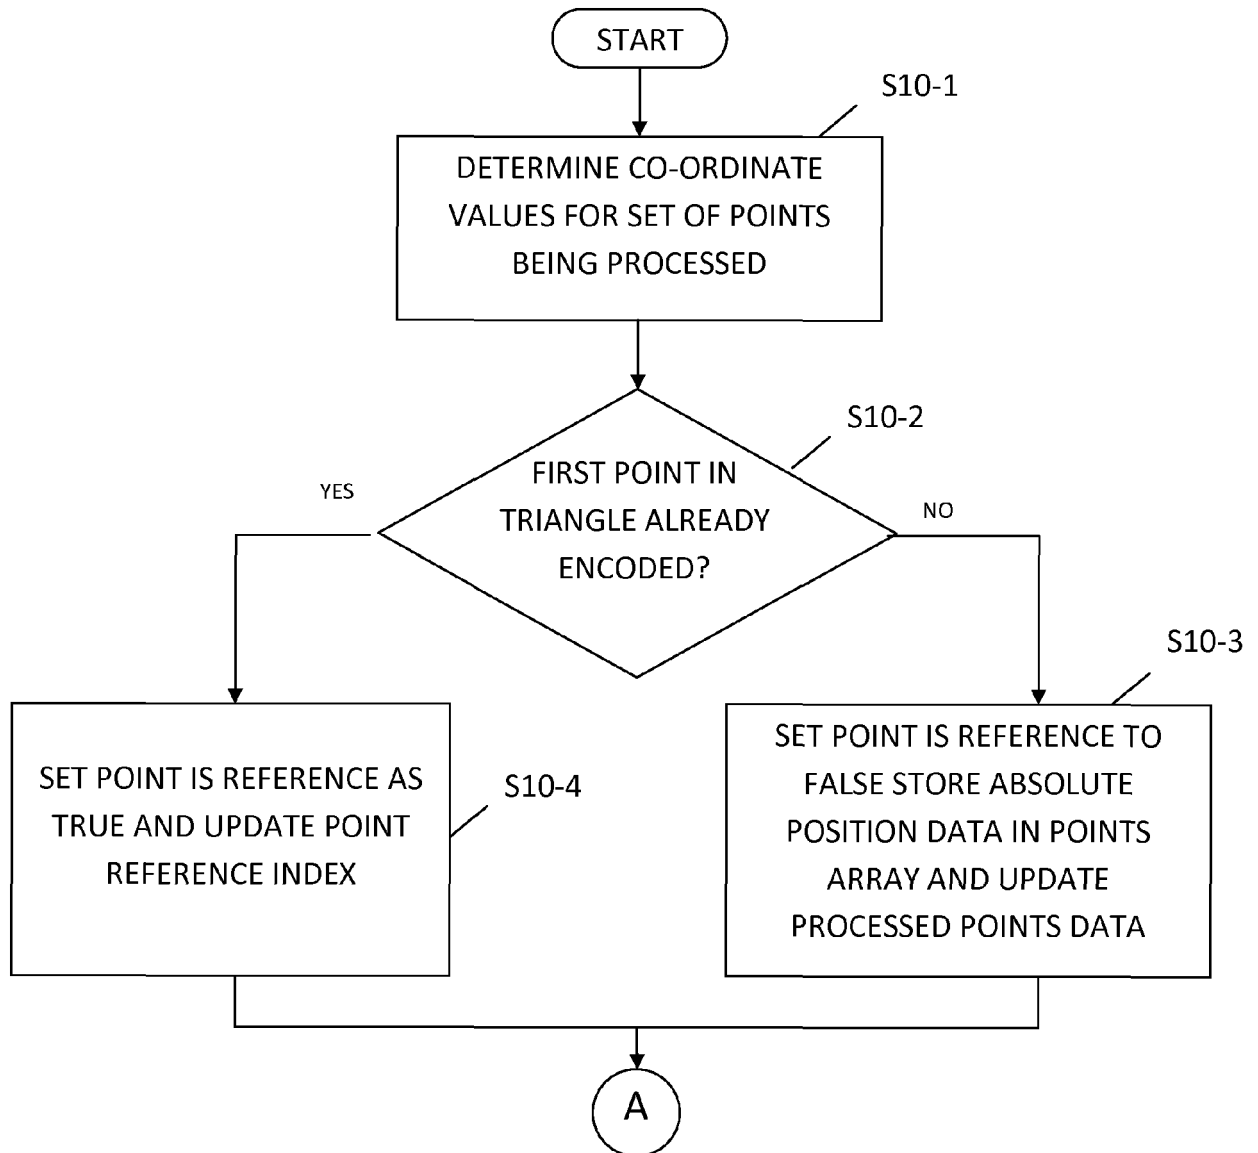 START
S10-1
DETERMINE CO-ORDINATE
VALUES FOR SET OF POINTS
BEING PROCESSED
S10-2
FIRST POINT IN
TRIANGLE ALREADY
ENCODED?
YES
NO
S10-3
SET POINT IS REFERENCE AS
TRUE AND UPDATE POINT
REFERENCE INDEX
S10-4
SET POINT IS REFERENCE TO
FALSE STORE ABSOLUTE
POSITION DATA IN POINTS
ARRAY AND UPDATE
PROCESSED POINTS DATA
A